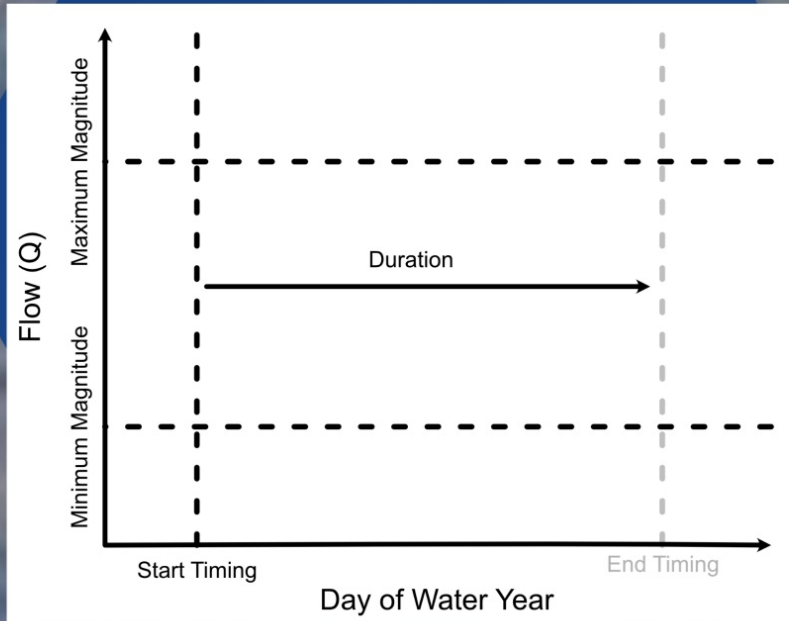 Flow (Q)
Maximum Magnitude
Minimum Magnitude
Duration
Start Timing
End Timing
Day of Water Year